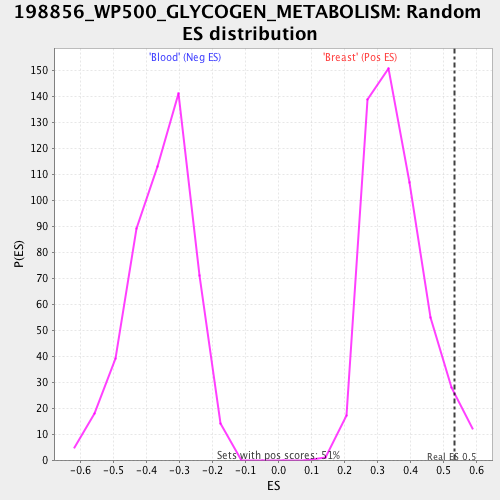 198856_WP500_GLYCOGEN_METABOLISM: Random
ES distribution
'Blood' (Neg ES)
'Breast' (Pos ES)
150
140
130
120
110
100
90
80
70
60
50
40
30
20
10
0
P(ES)
Sets with pos scores: 51%
Real ES 0.5
-0.6 -0.5 -0.4 -0.3 -0.2 -0.1 0.0 0.1 0.2 0.3 0.4 0.5 0.6
ES